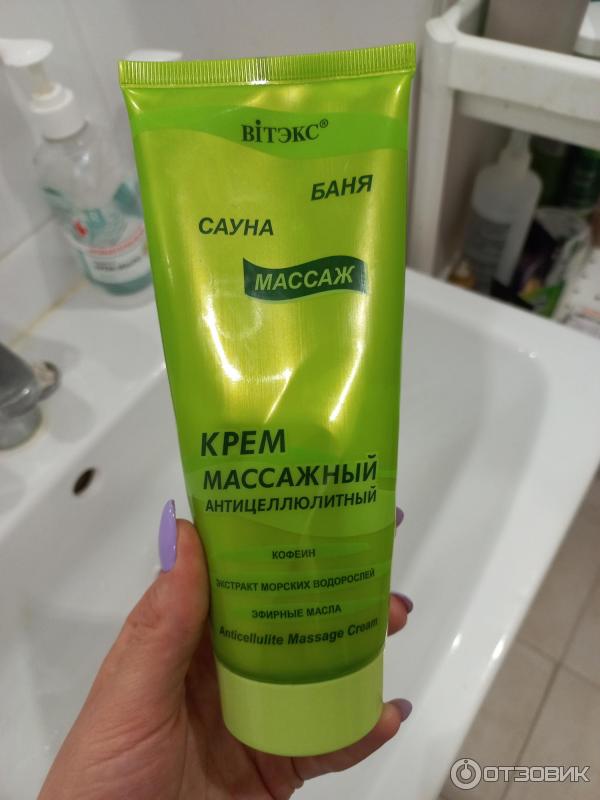 ВIТЭКС®
БАНЯ
САУНА
МАССАЖ
КРЕМ
МАССАЖНЫЙ
АНТИЦЕЛЛЮЛИТНЫЙ
КОФЕИН
ЭКСТРАКТ МОРСКИХ ВОДОРОСЛЕЙ
ЭФИРНЫЕ МАСЛА
Anticellulite Massage Cream
ОТЗОВИК